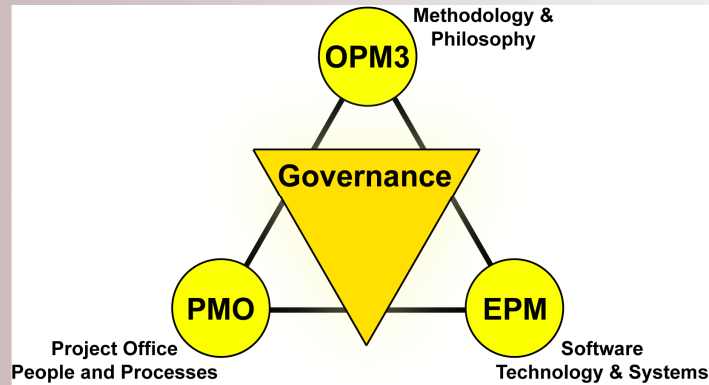 Methodology &
Philosophy
OPM3
Governance
PMO
EPM
Project Office
People and Processes
Software
Technology & Systems